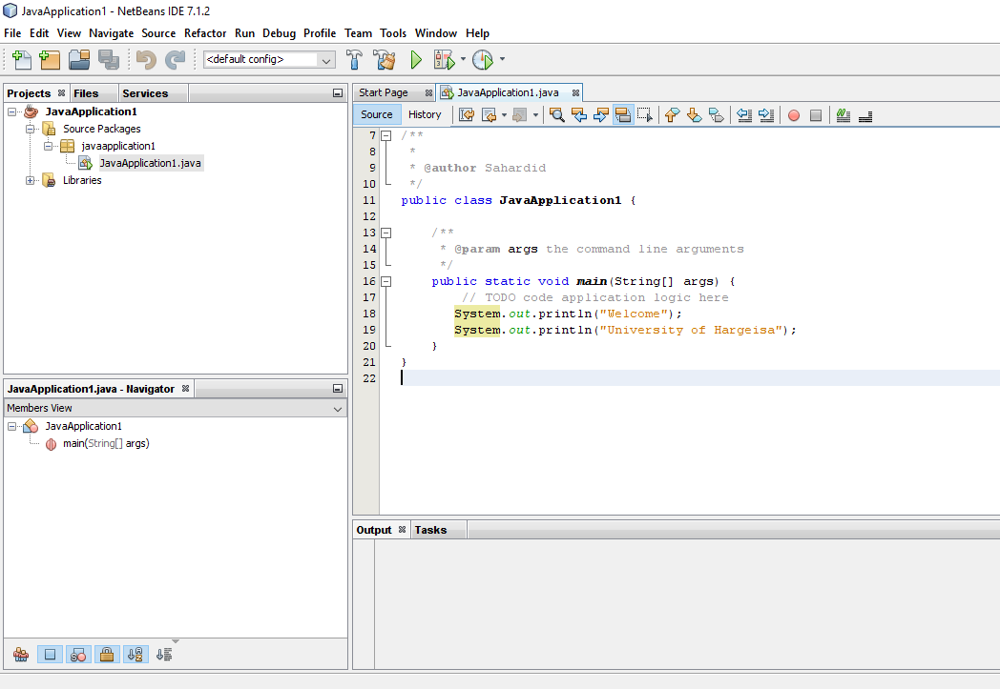 JavaApplication1 - NetBeans IDE 7.1.2
File Edit View Navigate Source Refactor Run Debug Profile Team Tools Window Help
<default config>
Projects Files Services
JavaApplication1
Source Packages
javaapplication1
JavaApplication1.java
Libraries
JavaApplication1.java - Navigator
Members View
JavaApplication1
main(String[] args)
Start Page JavaApplication1.java
Source History
7 /**
8 *
9 * @author Sahardid
10 */
11 public class JavaApplication1 {
12
13 /**
14 * @param args the command line arguments
15 */
16 public static void main(String[] args) {
17 // TODO code application logic here
18 System.out.println("Welcome");
19 System.out.println("University of Hargeisa");
20 }
21 }
22
Output Tasks